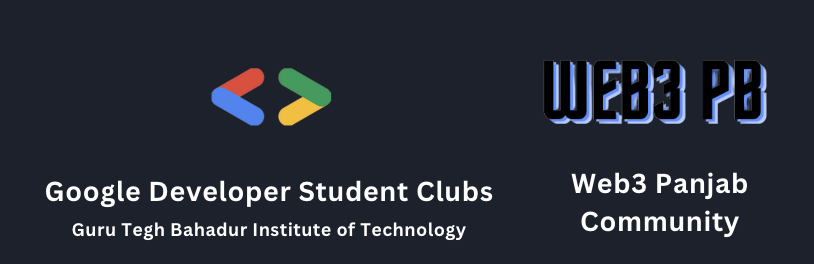 Google Developer Student Clubs
Guru Tegh Bahadur Institute of Technology
WEB3 PB
Web3 Panjab
Community